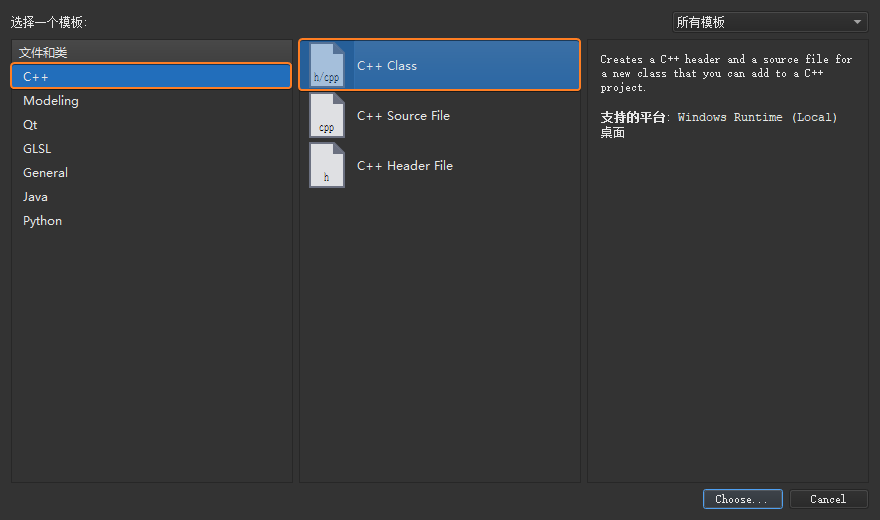 选择一个模板:
所有模板
文件和类
C++
Modeling
Qt
GLSL
General
Java
Python
h/cpp
C++ Class
cpp
C++ Source File
h
C++ Header File
Creates a C++ header and a source file for
a new class that you can add to a C++
project.
支持的平台: Windows Runtime (Local)
桌面
Choose...
Cancel